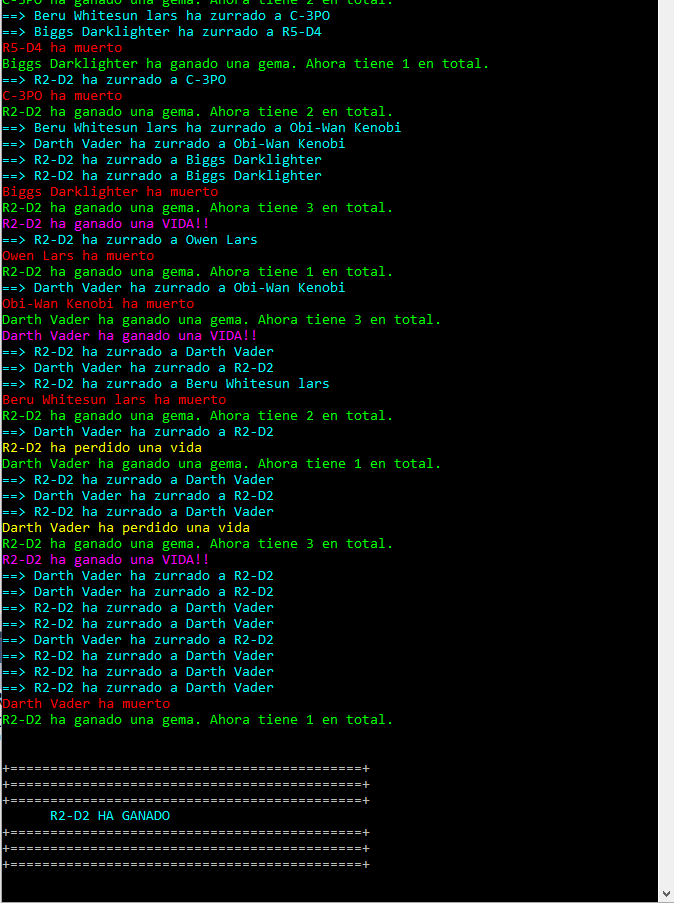 C-3PO ha ganado una gema. Ahora tiene 2 en total.
==> Beru Whitesun lars ha zurrado a C-3PO
==> Biggs Darklighter ha zurrado a R5-D4
R5-D4 ha muerto
Biggs Darklighter ha ganado una gema. Ahora tiene 1 en total.
==> R2-D2 ha zurrado a C-3PO
C-3PO ha muerto
R2-D2 ha ganado una gema. Ahora tiene 2 en total.
==> Beru Whitesun lars ha zurrado a Obi-Wan Kenobi
==> Darth Vader ha zurrado a Obi-Wan Kenobi
==> R2-D2 ha zurrado a Biggs Darklighter
==> R2-D2 ha zurrado a Biggs Darklighter
Biggs Darklighter ha muerto
R2-D2 ha ganado una gema. Ahora tiene 3 en total.
R2-D2 ha ganado una VIDA!!
==> R2-D2 ha zurrado a Owen Lars
Owen Lars ha muerto
R2-D2 ha ganado una gema. Ahora tiene 1 en total.
==> Darth Vader ha zurrado a Obi-Wan Kenobi
Obi-Wan Kenobi ha muerto
Darth Vader ha ganado una gema. Ahora tiene 3 en total.
Darth Vader ha ganado una VIDA!!
==> R2-D2 ha zurrado a Darth Vader
==> Darth Vader ha zurrado a R2-D2
==> R2-D2 ha zurrado a Beru Whitesun lars
Beru Whitesun lars ha muerto
R2-D2 ha ganado una gema. Ahora tiene 2 en total.
==> Darth Vader ha zurrado a R2-D2
R2-D2 ha perdido una vida
Darth Vader ha ganado una gema. Ahora tiene 1 en total.
==> R2-D2 ha zurrado a Darth Vader
==> Darth Vader ha zurrado a R2-D2
==> R2-D2 ha zurrado a Darth Vader
Darth Vader ha perdido una vida
R2-D2 ha ganado una gema. Ahora tiene 3 en total.
R2-D2 ha ganado una VIDA!!
==> Darth Vader ha zurrado a R2-D2
==> Darth Vader ha zurrado a R2-D2
==> R2-D2 ha zurrado a Darth Vader
==> R2-D2 ha zurrado a Darth Vader
==> Darth Vader ha zurrado a R2-D2
==> R2-D2 ha zurrado a Darth Vader
==> R2-D2 ha zurrado a Darth Vader
==> R2-D2 ha zurrado a Darth Vader
Darth Vader ha muerto
R2-D2 ha ganado una gema. Ahora tiene 1 en total.
+============================================+
+============================================+
+============================================+
R2-D2 HA GANADO
+============================================+
+============================================+
+============================================+